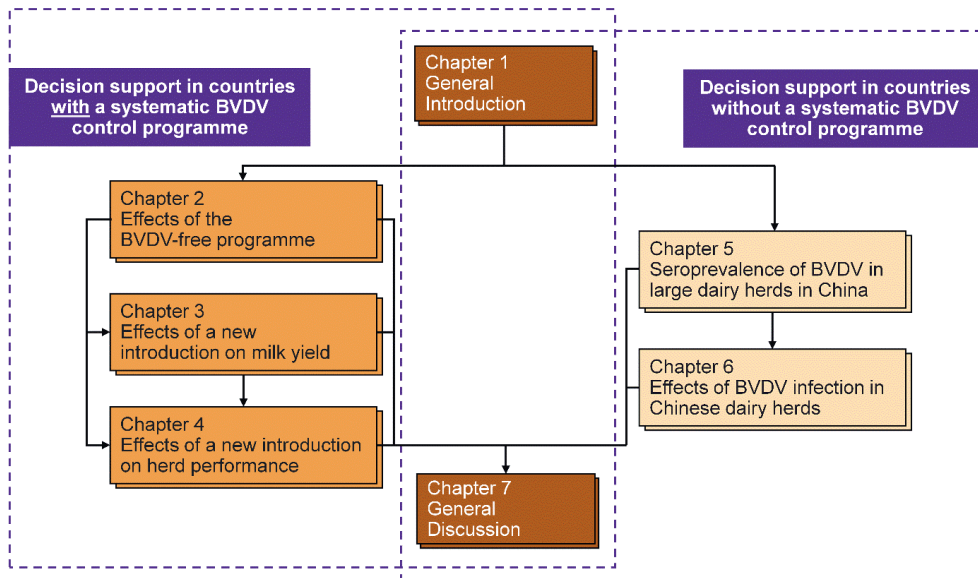 Chapter 1
General
Introduction
Decision support in countries
with a systematic BVDV
control programme
Decision support in countries
without a systematic BVDV
control programme
Chapter 2
Effects of the
BVDV-free programme
Chapter 3
Effects of a new
introduction on milk yield
Chapter 4
Effects of a new introduction
on herd performance
Chapter 5
Seroprevalence of BVDV in
large dairy herds in China
Chapter 6
Effects of BVDV infection in
Chinese dairy herds
Chapter 7
General
Discussion